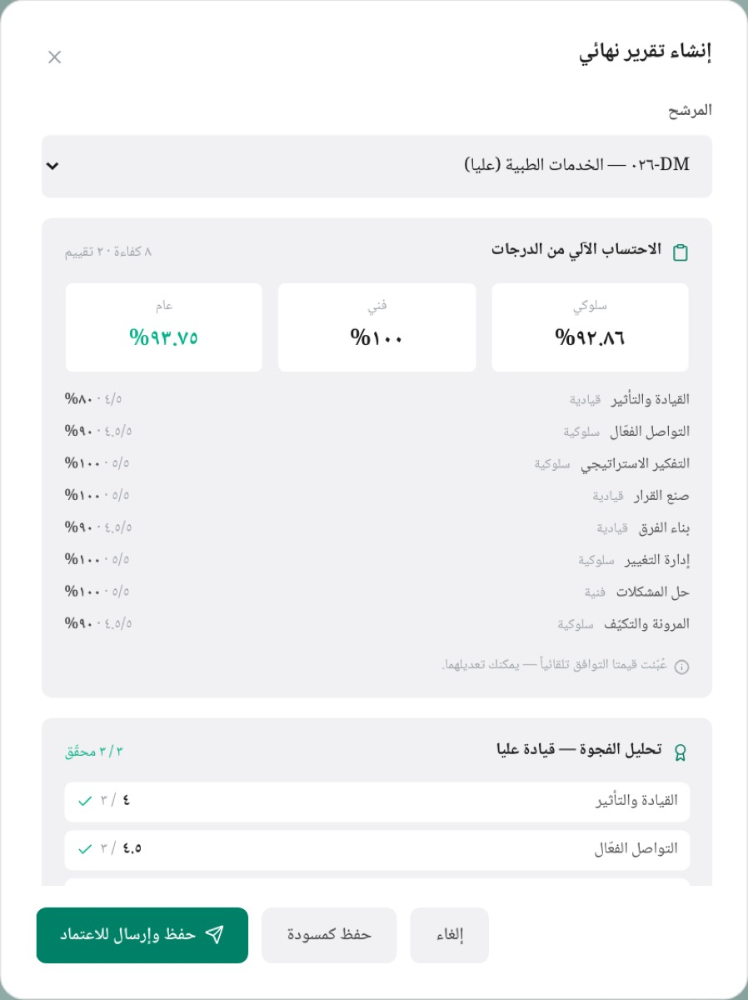 إنشاء تقرير نهائي
المرشح
DM-٠٢٦ — الخدمات الطبية (عليا)
الاحتساب الآلي من الدرجات
٨ كفاءة · ٢ تقييم
سلوكي
%٩٢.٨٦
فني
%١٠٠
عام
%٩٣.٧٥
القيادة والتأثير قيادية ٤/٥ · %٨٠
التواصل الفعّال سلوكية ٤.٥/٥ · %٩٠
التفكير الاستراتيجي سلوكية ٥/٥ · %١٠٠
صنع القرار قيادية ٥/٥ · %١٠٠
بناء الفرق قيادية ٤.٥/٥ · %٩٠
إدارة التغيير سلوكية ٥/٥ · %١٠٠
حل المشكلات فنية ٥/٥ · %١٠٠
المرونة والتكيّف سلوكية ٤.٥/٥ · %٩٠
عُبّئت قيمتا التوافق تلقائياً — يمكنك تعديلهما.
تحليل الفجوة — قيادة عليا
٣ / ٣ محقَّق
القيادة والتأثير ٤ / ٣
التواصل الفعّال ٤.٥ / ٣
إلغاء
حفظ كمسودة
حفظ وإرسال للاعتماد